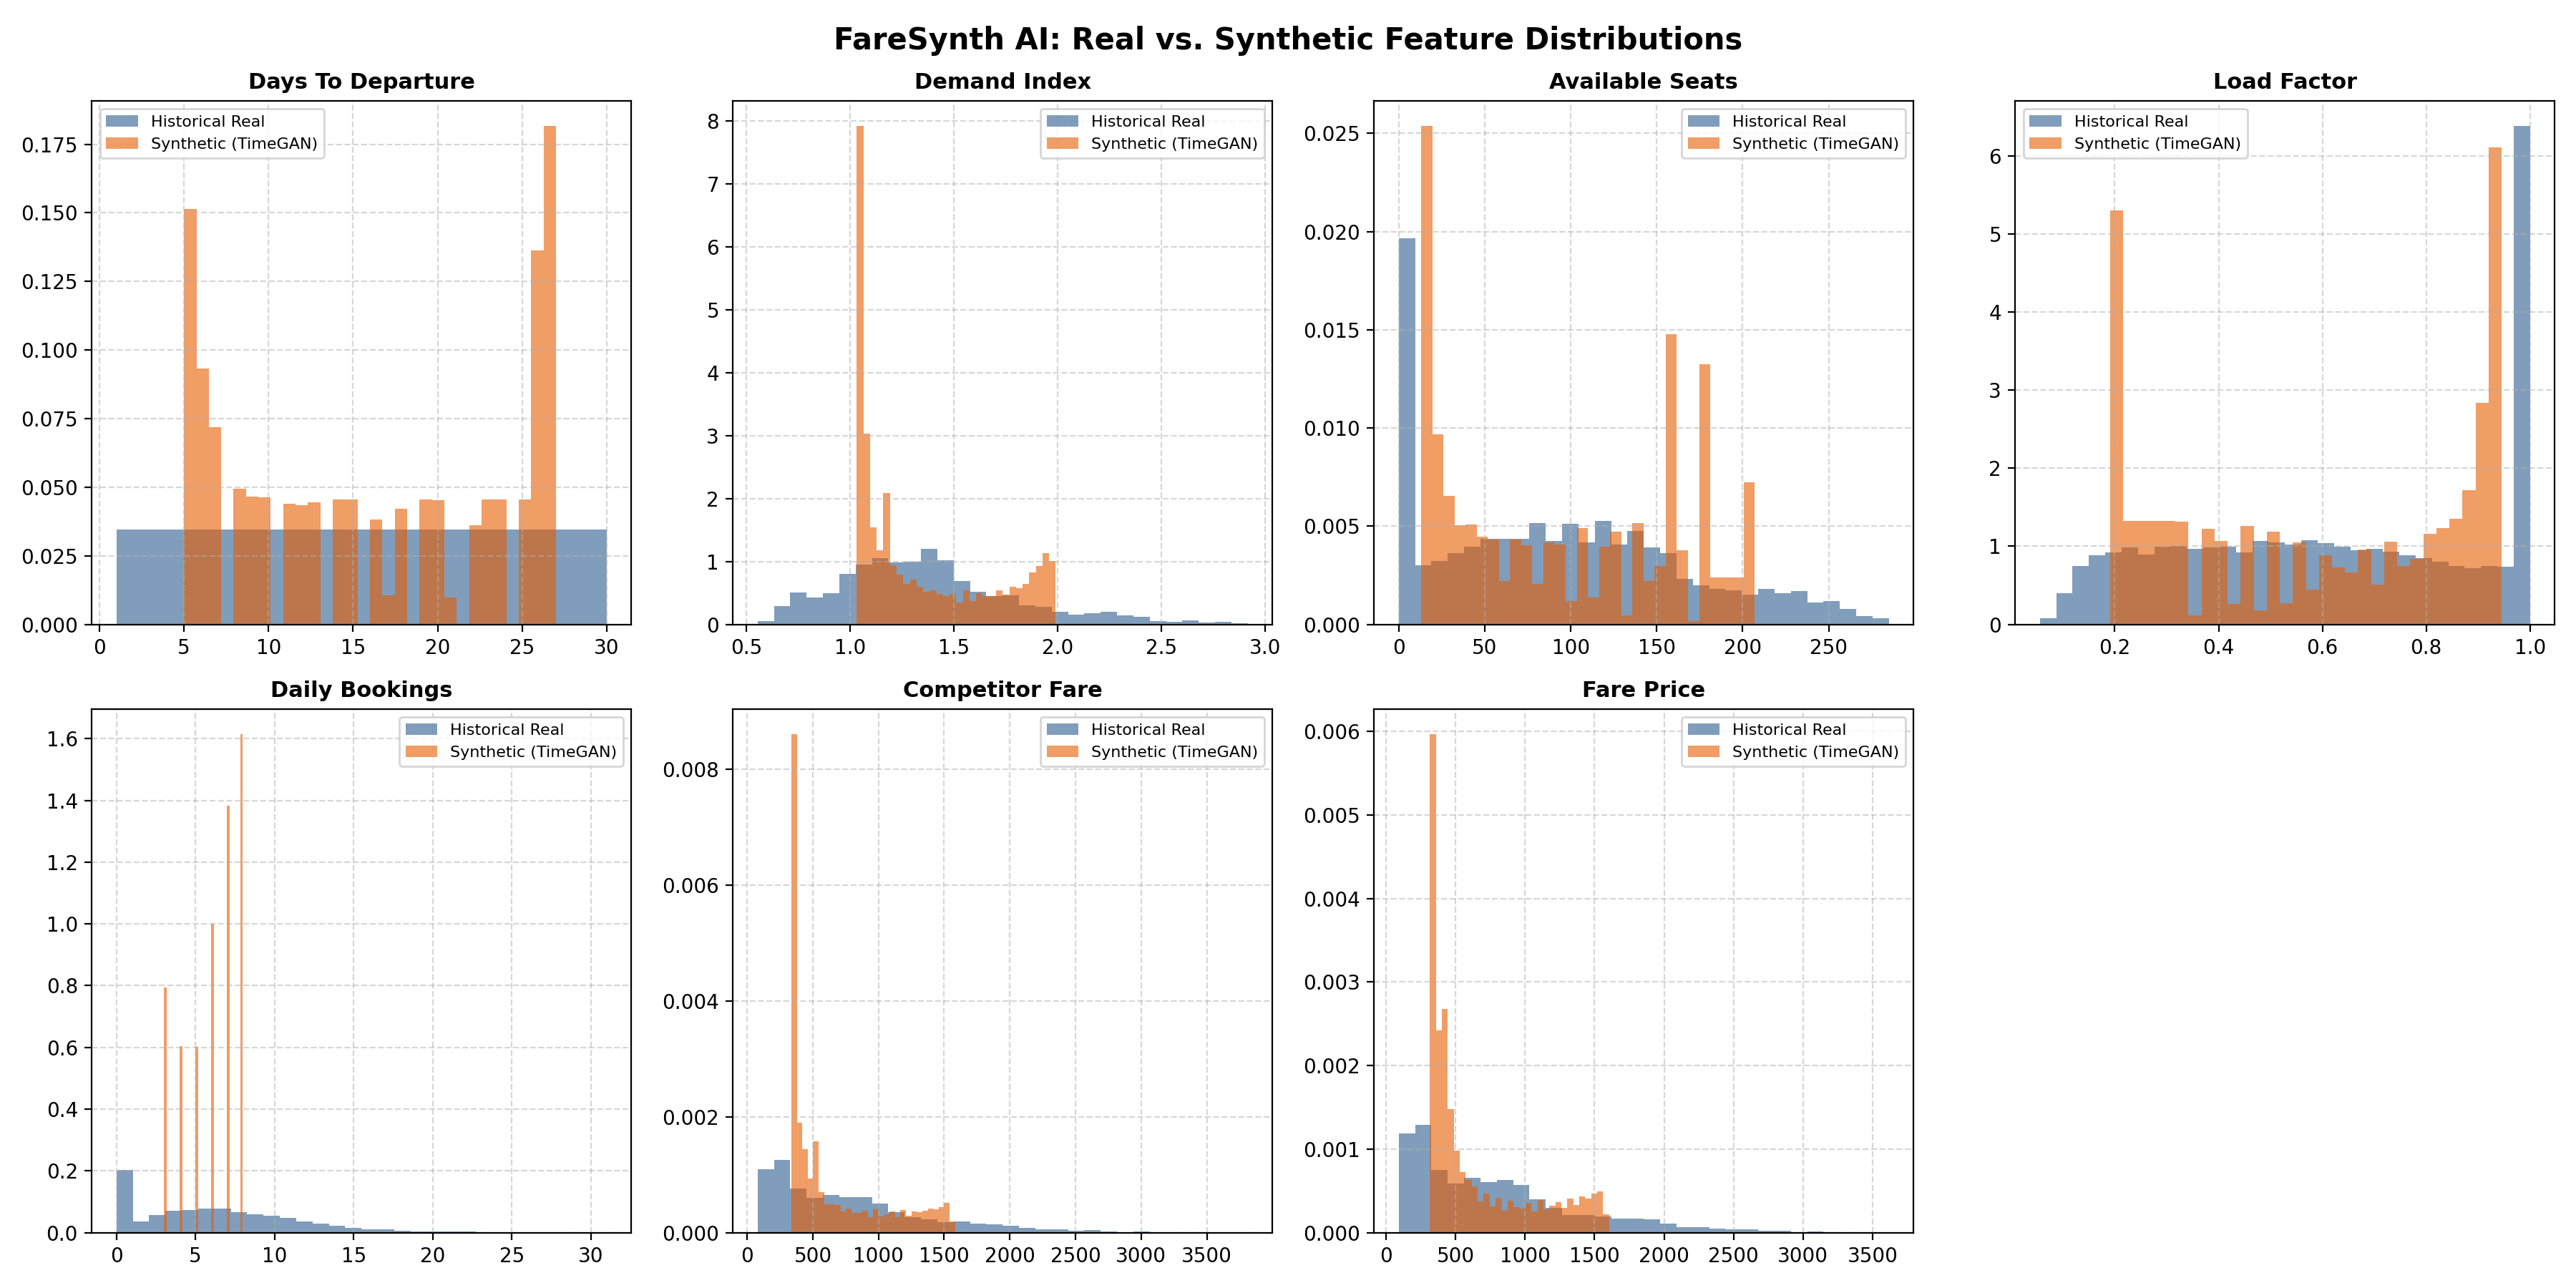 FareSynth AI: Real vs. Synthetic Feature Distributions
Days To Departure
Historical Real
Synthetic (TimeGAN)
0.175
0.150
0.125
0.100
0.075
0.050
0.025
0.000
0 5 10 15 20 25 30
Demand Index
Historical Real
Synthetic (TimeGAN)
8
7
6
5
4
3
2
1
0
0.5 1.0 1.5 2.0 2.5 3.0
Available Seats
Historical Real
Synthetic (TimeGAN)
0.025
0.020
0.015
0.010
0.005
0.000
0 50 100 150 200 250
Load Factor
Historical Real
Synthetic (TimeGAN)
6
5
4
3
2
1
0
0.2 0.4 0.6 0.8 1.0
Daily Bookings
Historical Real
Synthetic (TimeGAN)
1.6
1.4
1.2
1.0
0.8
0.6
0.4
0.2
0.0
0 5 10 15 20 25 30
Competitor Fare
Historical Real
Synthetic (TimeGAN)
0.008
0.006
0.004
0.002
0.000
0 500 1000 1500 2000 2500 3000 3500
Fare Price
Historical Real
Synthetic (TimeGAN)
0.006
0.005
0.004
0.003
0.002
0.001
0.000
0 500 1000 1500 2000 2500 3000 3500